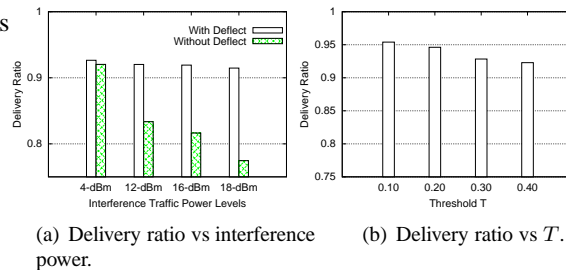 s
With Deflect
Without Deflect
1
0.9
0.8
Delivery Ratio
4-dBm 12-dBm 16-dBm 18-dBm
Interference Traffic Power Levels
(a) Delivery ratio vs interference
power.
1
0.95
0.9
0.85
0.8
0.75
Delivery Ratio
0.10 0.20 0.30 0.40
Threshold T
(b) Delivery ratio vs T.